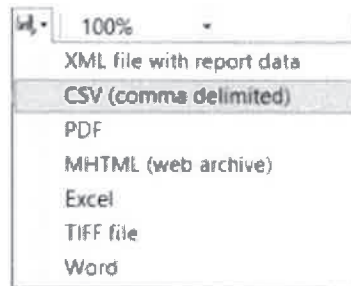 100%
XML file with report data
CSV (comma delimited)
PDF
MHTML (web archive)
Excel
TIFF file
Word